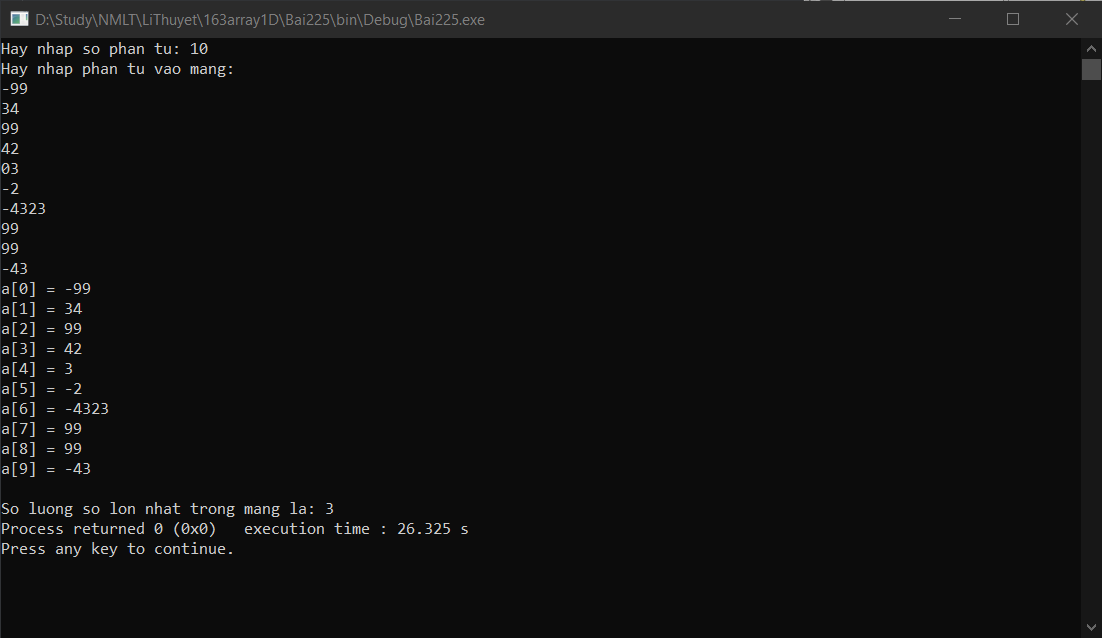 D:\Study\NMLT\LiThuyet\163array1D\Bai225\bin\Debug\Bai225.exe
Hay nhap so phan tu: 10
Hay nhap phan tu vao mang:
-99
34
99
42
03
-2
-4323
99
99
-43
a[0] = -99
a[1] = 34
a[2] = 99
a[3] = 42
a[4] = 3
a[5] = -2
a[6] = -4323
a[7] = 99
a[8] = 99
a[9] = -43
So luong so lon nhat trong mang la: 3
Process returned 0 (0x0)   execution time : 26.325 s
Press any key to continue.